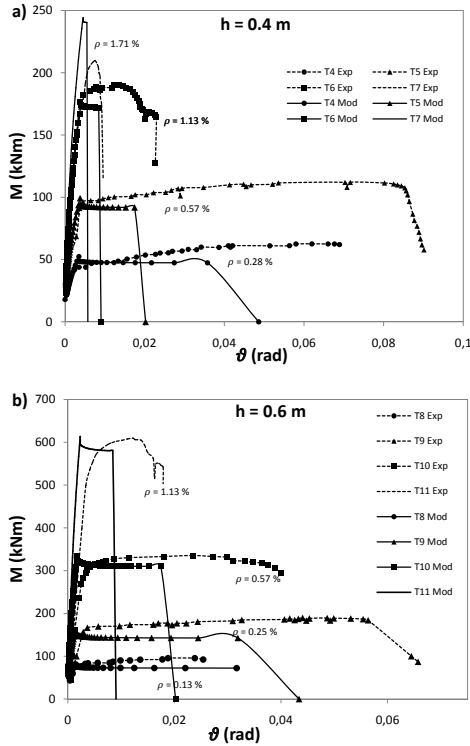 a)
h = 0.4 m
250
200
150
100
50
0
M (kNm)
ρ = 1.71 %
ρ = 1.13 %
ρ = 0.57 %
ρ = 0.28 %
T4 Exp T5 Exp
T6 Exp T7 Exp
T4 Mod T5 Mod
T6 Mod T7 Mod
0 0,02 0,04 0,06 0,08 0,1
ϑ (rad)
b)
h = 0.6 m
700
600
500
400
300
200
100
0
M (kNm)
ρ = 1.13 %
ρ = 0.57 %
ρ = 0.25 %
ρ = 0.13 %
T8 Exp
T9 Exp
T10 Exp
T11 Exp
T8 Mod
T9 Mod
T10 Mod
T11 Mod
0 0,02 0,04 0,06
ϑ (rad)